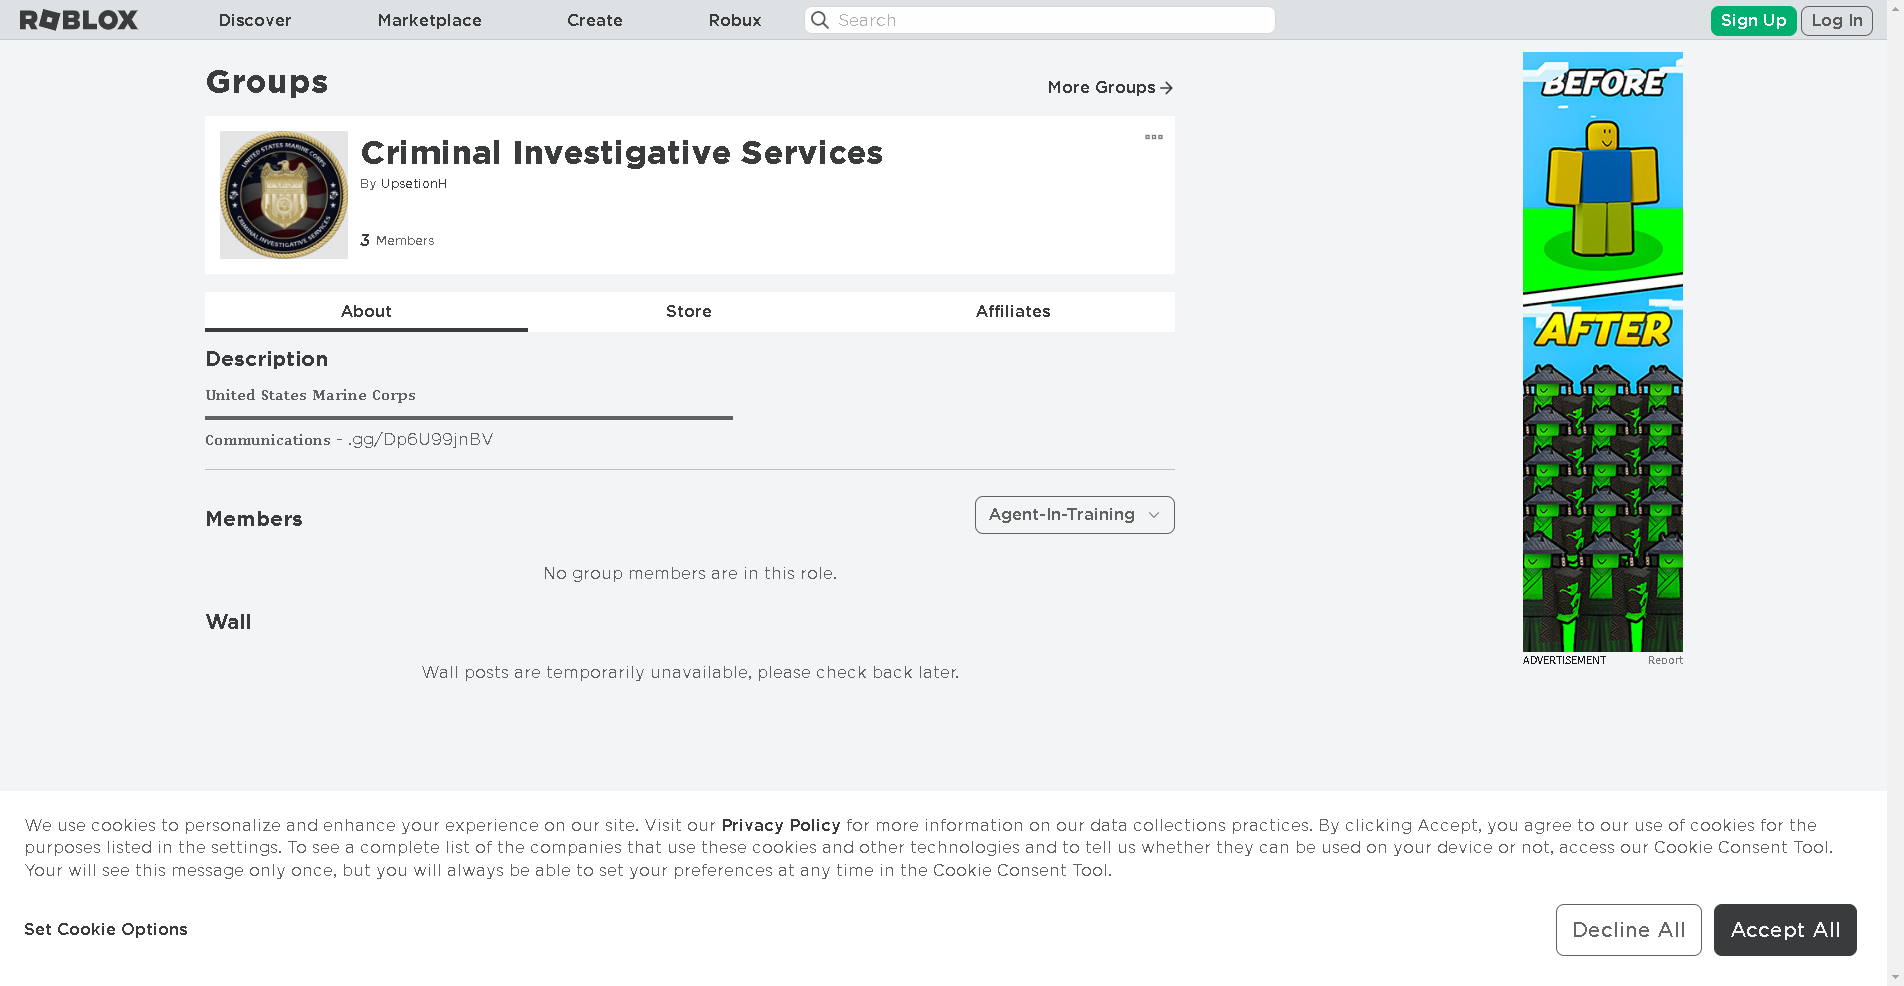 ROBLOX
Discover
Marketplace
Create
Robux
Search
Sign Up
Log In
Groups
More Groups
UNITED STATES MARINE CORPS
CRIMINAL INVESTIGATIVE SERVICES
Criminal Investigative Services
By UpsetionH
3 Members
About
Store
Affiliates
Description
United States Marine Corps
Communications - .gg/Dp6U99jnBV
Members
Agent-In-Training
No group members are in this role.
Wall
Wall posts are temporarily unavailable, please check back later.
BEFORE
AFTER
ADVERTISEMENT
Report
We use cookies to personalize and enhance your experience on our site. Visit our Privacy Policy for more information on our data collections practices. By clicking Accept, you agree to our use of cookies for the
purposes listed in the settings. To see a complete list of the companies that use these cookies and other technologies and to tell us whether they can be used on your device or not, access our Cookie Consent Tool.
Your will see this message only once, but you will always be able to set your preferences at any time in the Cookie Consent Tool.
Set Cookie Options
Decline All
Accept All